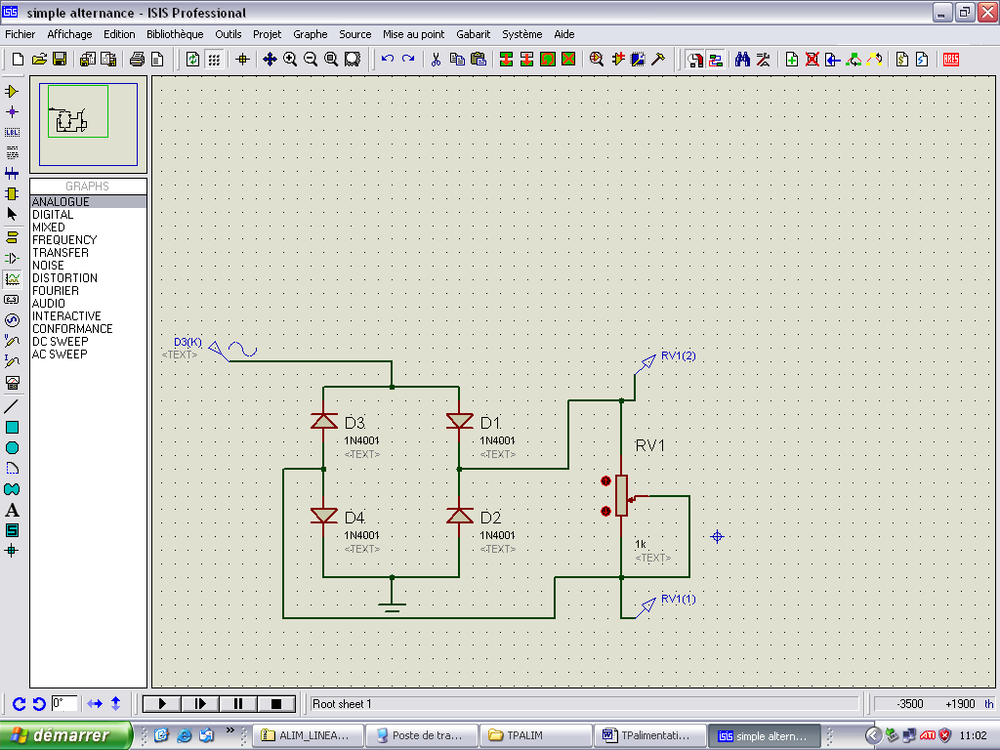 simple alternance - ISIS Professional
Fichier Affichage Edition Bibliothèque Outils Projet Graphe Source Mise au point Gabarit Système Aide
LBL
GRAPHS
ANALOGUE
DIGITAL
MIXED
FREQUENCY
TRANSFER
NOISE
DISTORTION
FOURIER
AUDIO
INTERACTIVE
CONFORMANCE
DC SWEEP
AC SWEEP
A
S
D3(K)
<TEXT>
RV1(2)
D3
1N4001
<TEXT>
D1
1N4001
<TEXT>
RV1
D4
1N4001
<TEXT>
D2
1N4001
<TEXT>
1k
<TEXT>
RV1(1)
0°
Root sheet 1
-3500 +1900 th
démarrer
»
ALIM_LINEA...
Poste de tra...
TPALIM
TPalimentati...
simple altern...
11:02